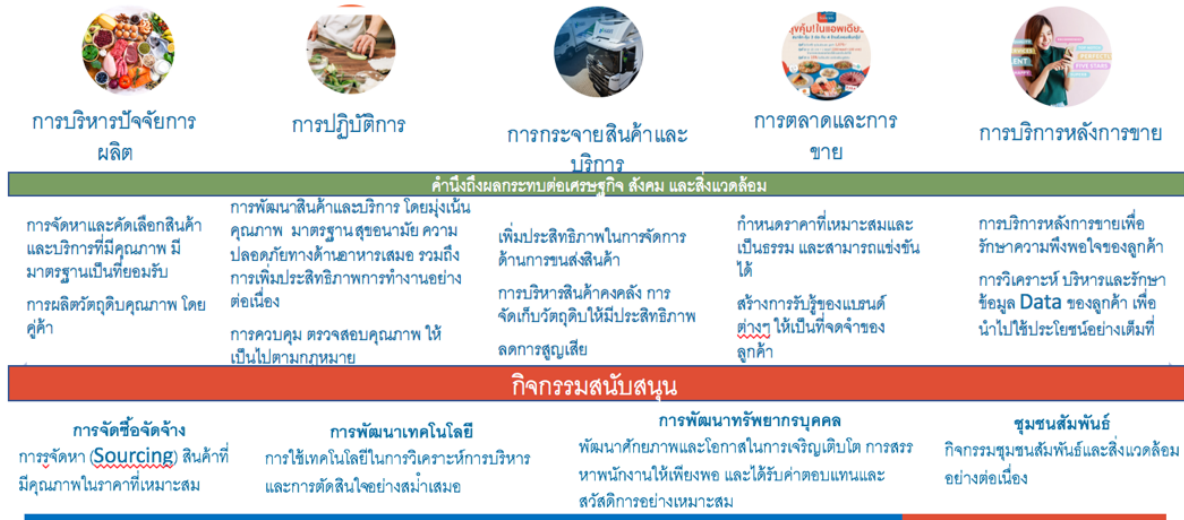 การบริหารปัจจัยการ
ผลิต
การปฏิบัติการ
การกระจายสินค้าและ
บริการ
การตลาดและการ
ขาย
การบริการหลังการขาย
คำนึงถึงผลกระทบต่อเศรษฐกิจ สังคม และสิ่งแวดล้อม
การจัดหาและคัดเลือกสินค้า
และบริการที่มีคุณภาพ มี
มาตรฐานเป็นที่ยอมรับ
การผลิตวัตถุดิบคุณภาพ โดย
คู่ค้า
การพัฒนาสินค้าและบริการ โดยมุ่งเน้น
คุณภาพ มาตรฐาน สุขอนามัย ความ
ปลอดภัยทางด้านอาหารเสมอ รวมถึง
การเพิ่มประสิทธิภาพการทำงานอย่าง
ต่อเนื่อง
การควบคุม ตรวจสอบคุณภาพ ให้
เป็นไปตามกฎหมาย
เพิ่มประสิทธิภาพในการจัดการ
ด้านการขนส่งสินค้า
การบริหารสินค้าคงคลัง การ
จัดเก็บวัตถุดิบให้มีประสิทธิภาพ
ลดการสูญเสีย
กำหนดราคาที่เหมาะสมและ
เป็นธรรม และสามารถแข่งขัน
ได้
สร้างการรับรู้ของแบรนด์
ต่างๆ ให้เป็นที่จดจำของ
ลูกค้า
การบริการหลังการขายเพื่อ
รักษาความพึงพอใจของลูกค้า
การวิเคราะห์ บริหารและรักษา
ข้อมูล Data ของลูกค้า เพื่อ
นำไปใช้ประโยชน์อย่างเต็มที่
กิจกรรมสนับสนุน
การจัดซื้อจัดจ้าง
การรจัดหา (Sourcing) สินค้าที่
มีคุณภาพในราคาที่เหมาะสม
การพัฒนาเทคโนโลยี
การใช้เทคโนโลยีในการวิเคราะห์การบริหาร
และการตัดสินใจอย่างสม่ำเสมอ
การพัฒนาทรัพยากรบุคคล
พัฒนาศักยภาพและโอกาสในการเจริญเติบโต การสรร
หาพนักงานให้เพียงพอ และได้รับค่าตอบแทนและ
สวัสดิการอย่างเหมาะสม
ชุมชนสัมพันธ์
กิจกรรมชุมชนสัมพันธ์และสิ่งแวดล้อม
อย่างต่อเนื่อง